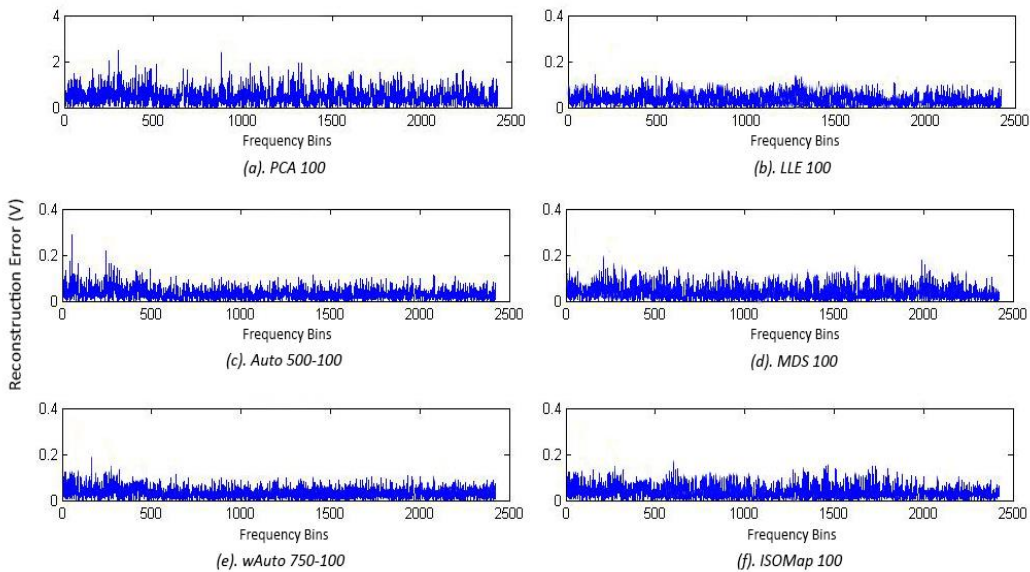 Reconstruction Error (V)
4
2
0
0 500 1000 1500 2000 2500
Frequency Bins
(a). PCA 100
0.4
0.2
0
0 500 1000 1500 2000 2500
Frequency Bins
(b). LLE 100
0.4
0.2
0
0 500 1000 1500 2000 2500
Frequency Bins
(c). Auto 500-100
0.4
0.2
0
0 500 1000 1500 2000 2500
Frequency Bins
(d). MDS 100
0.4
0.2
0
0 500 1000 1500 2000 2500
Frequency Bins
(e). wAuto 750-100
0.4
0.2
0
0 500 1000 1500 2000 2500
Frequency Bins
(f). ISOMap 100